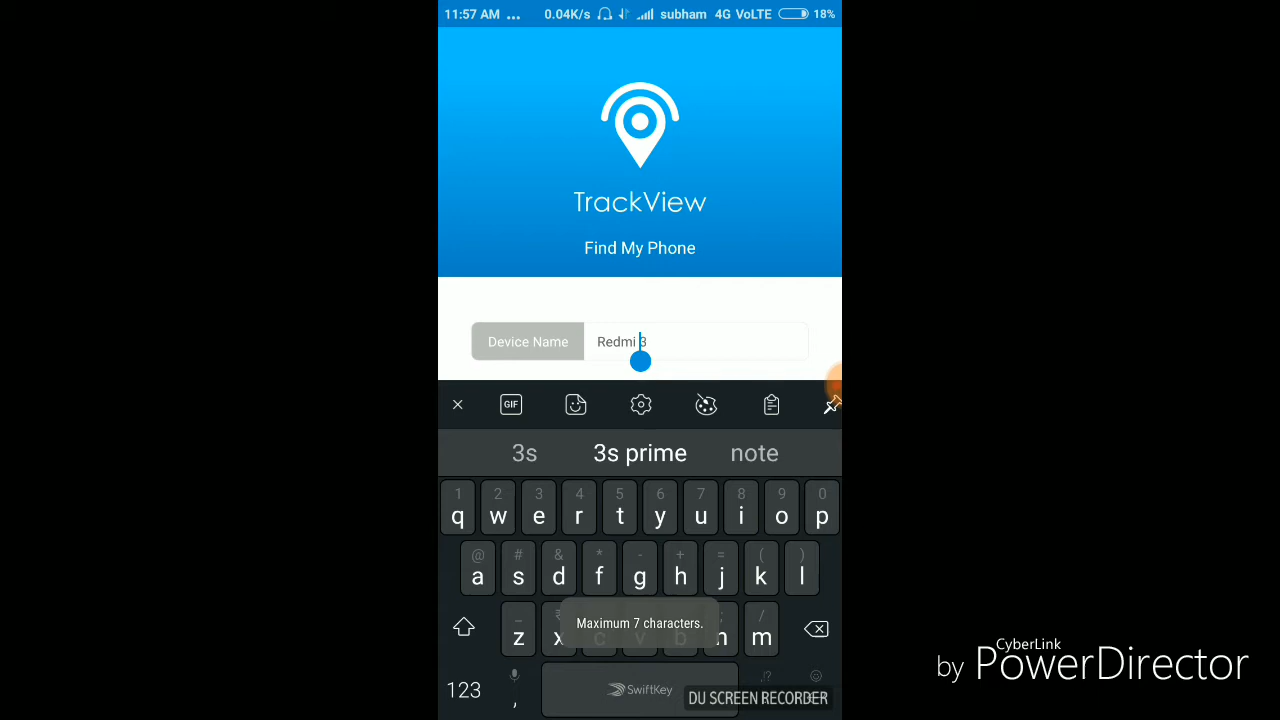 11:57 AM ... 0.04K/s subham 4G VoLTE 18%
TrackView
Find My Phone
Device Name Redmi 3
GIF
3s 3s prime note
1 2 3 4 5 6 7 8 9 0
q w e r t y u i o p
@ # & * - + = ( )
a s d f g h j k l
_ ₹ ; /
z x c v b n m
Maximum 7 characters.
123 , SwiftKey ,!?
DU SCREEN RECORDER
CyberLink
by PowerDirector